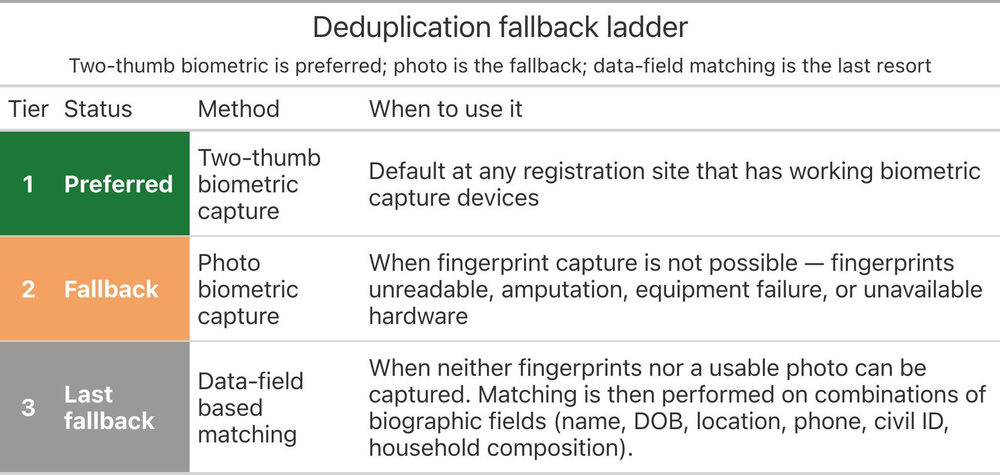 Deduplication fallback ladder
Two-thumb biometric is preferred; photo is the fallback; data-field matching is the last resort
Tier Status Method When to use it
1 Preferred
Two-thumb
biometric
capture
Default at any registration site that has working biometric
capture devices
2 Fallback
Photo
biometric
capture
When fingerprint capture is not possible — fingerprints
unreadable, amputation, equipment failure, or unavailable
hardware
3
Last
fallback
Data-field
based
matching
When neither fingerprints nor a usable photo can be
captured. Matching is then performed on combinations of
biographic fields (name, DOB, location, phone, civil ID,
household composition).